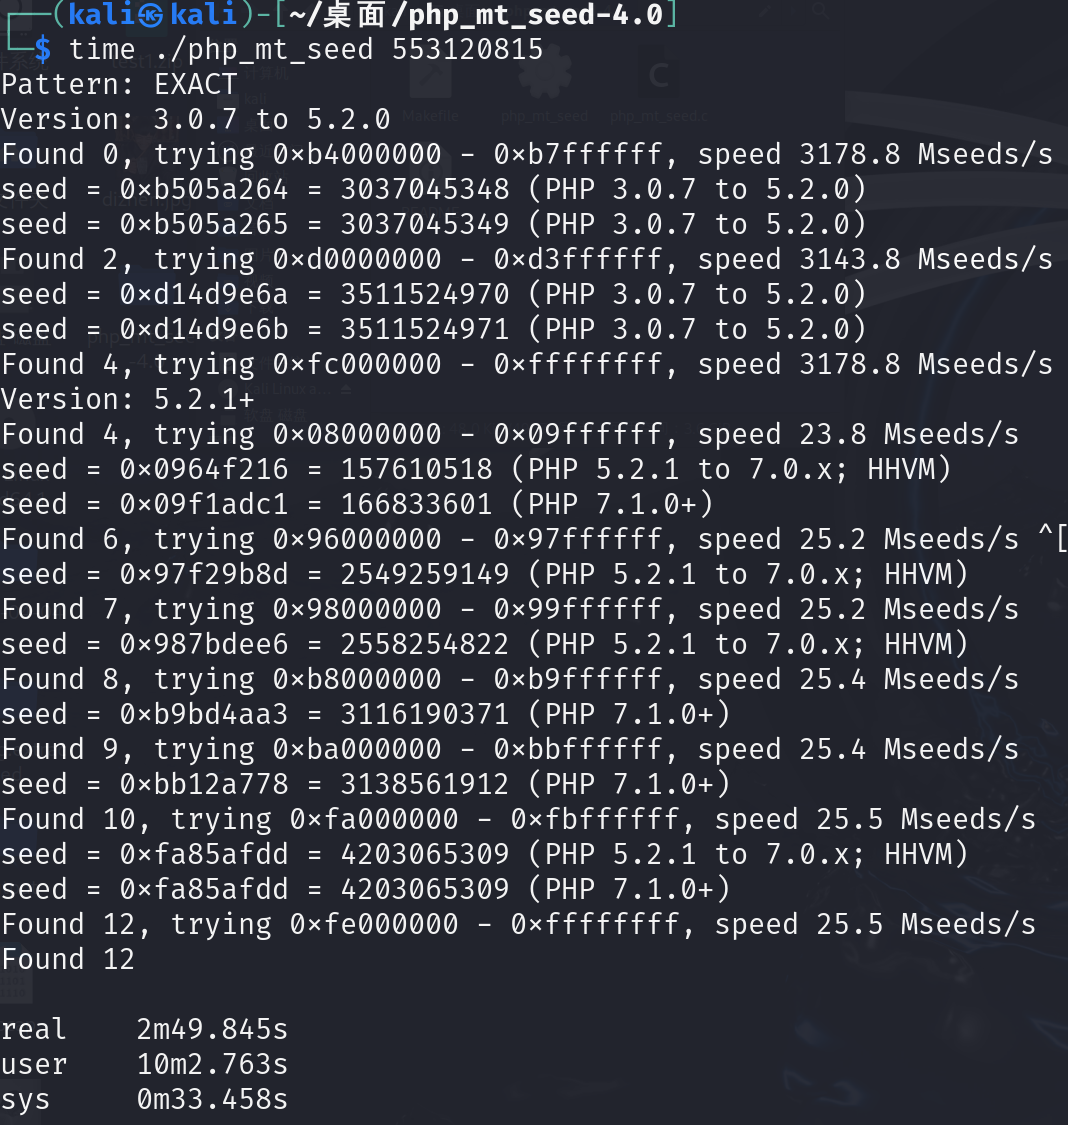 (kali㉿kali)-[~/桌面/php_mt_seed-4.0]
$ time ./php_mt_seed 553120815
Pattern: EXACT
Version: 3.0.7 to 5.2.0
Found 0, trying 0×b4000000 - 0×b7ffffff, speed 3178.8 Mseeds/s
seed = 0×b505a264 = 3037045348 (PHP 3.0.7 to 5.2.0)
seed = 0×b505a265 = 3037045349 (PHP 3.0.7 to 5.2.0)
Found 2, trying 0×d0000000 - 0×d3ffffff, speed 3143.8 Mseeds/s
seed = 0×d14d9e6a = 3511524970 (PHP 3.0.7 to 5.2.0)
seed = 0×d14d9e6b = 3511524971 (PHP 3.0.7 to 5.2.0)
Found 4, trying 0×fc000000 - 0×ffffffff, speed 3178.8 Mseeds/s
Version: 5.2.1+
Found 4, trying 0×08000000 - 0×09ffffff, speed 23.8 Mseeds/s
seed = 0×0964f216 = 157610518 (PHP 5.2.1 to 7.0.x; HHVM)
seed = 0×09f1adc1 = 166833601 (PHP 7.1.0+)
Found 6, trying 0×96000000 - 0×97ffffff, speed 25.2 Mseeds/s ^[
seed = 0×97f29b8d = 2549259149 (PHP 5.2.1 to 7.0.x; HHVM)
Found 7, trying 0×98000000 - 0×99ffffff, speed 25.2 Mseeds/s
seed = 0×987bdee6 = 2558254822 (PHP 5.2.1 to 7.0.x; HHVM)
Found 8, trying 0×b8000000 - 0×b9ffffff, speed 25.4 Mseeds/s
seed = 0×b9bd4aa3 = 3116190371 (PHP 7.1.0+)
Found 9, trying 0×ba000000 - 0×bbffffff, speed 25.4 Mseeds/s
seed = 0×bb12a778 = 3138561912 (PHP 7.1.0+)
Found 10, trying 0×fa000000 - 0×fbffffff, speed 25.5 Mseeds/s
seed = 0×fa85afdd = 4203065309 (PHP 5.2.1 to 7.0.x; HHVM)
seed = 0×fa85afdd = 4203065309 (PHP 7.1.0+)
Found 12, trying 0×fe000000 - 0×ffffffff, speed 25.5 Mseeds/s
Found 12
real 2m49.845s
user 10m2.763s
sys 0m33.458s